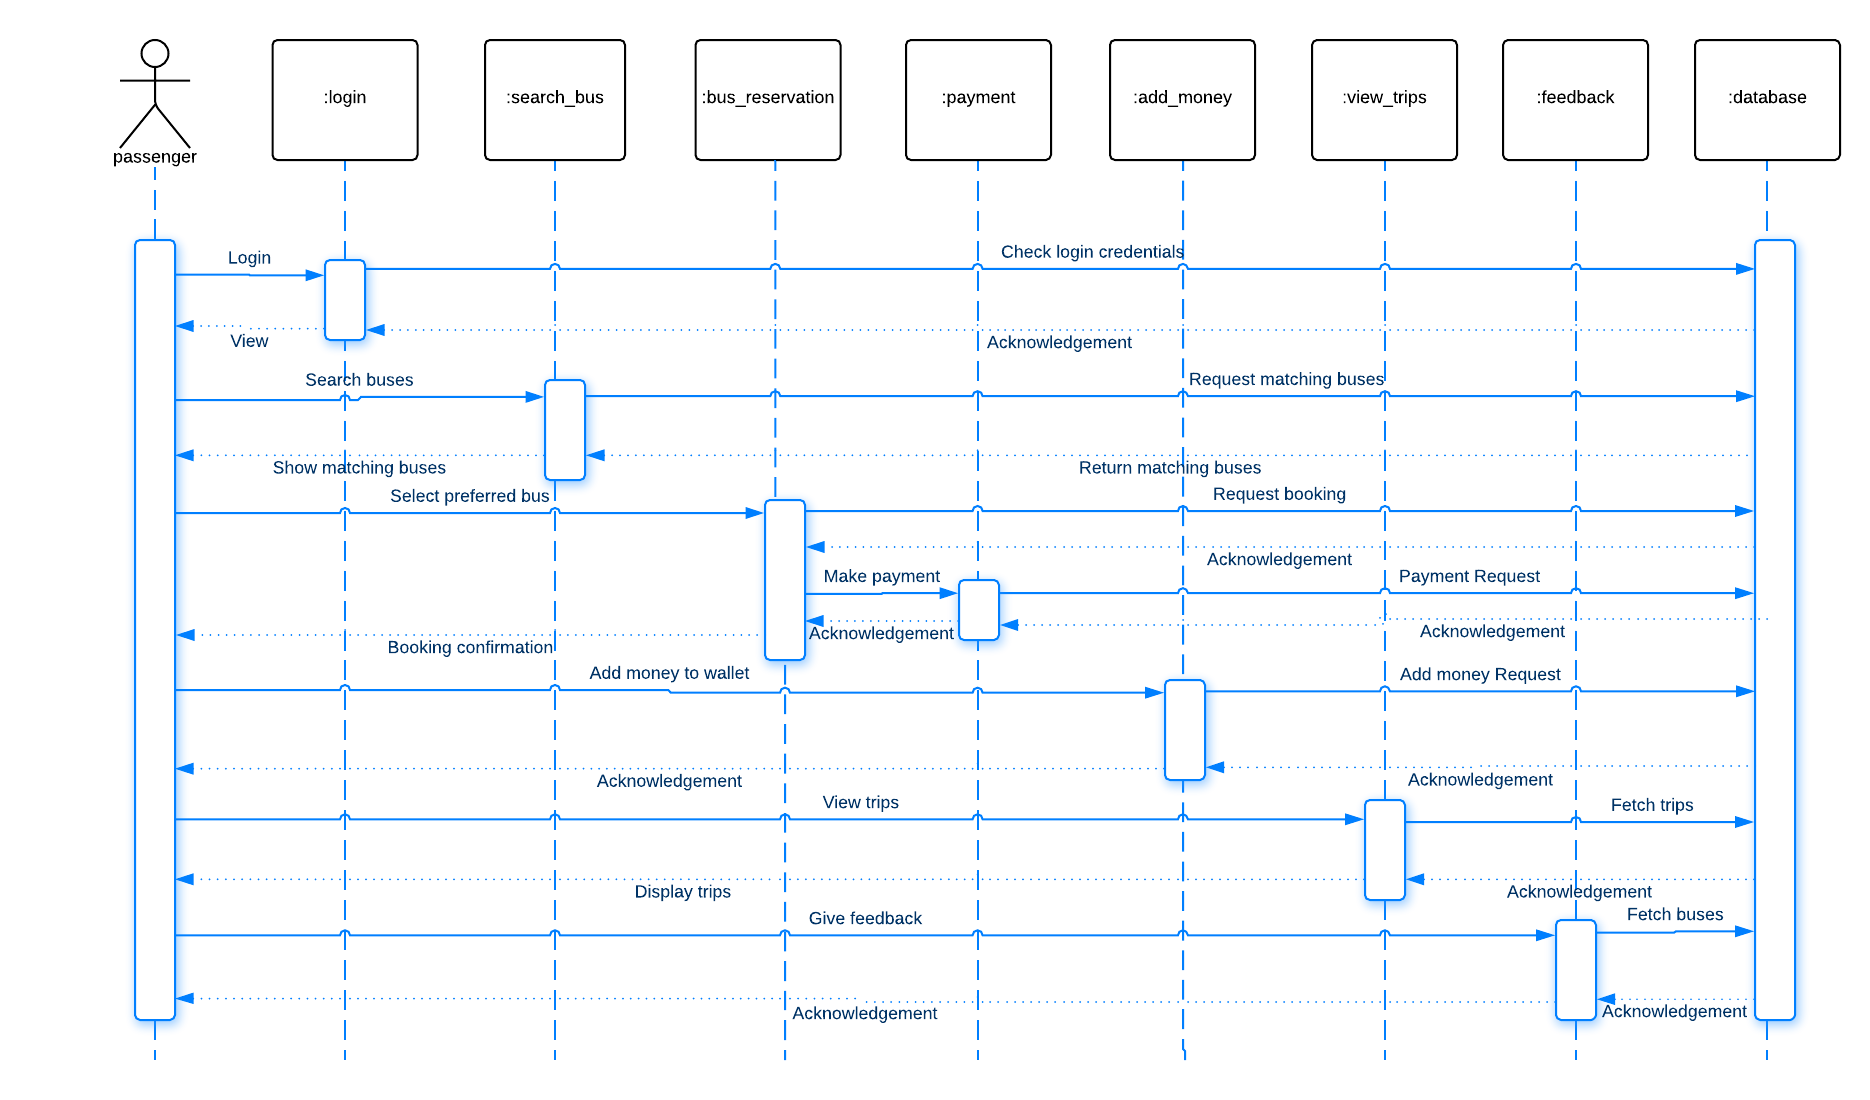 passenger
:login
:search_bus
:bus_reservation
:payment
:add_money
:view_trips
:feedback
:database
Login
Check login credentials
View
Acknowledgement
Search buses
Request matching buses
Show matching buses
Return matching buses
Select preferred bus
Request booking
Acknowledgement
Make payment
Payment Request
Acknowledgement
Acknowledgement
Booking confirmation
Add money to wallet
Add money Request
Acknowledgement
Acknowledgement
View trips
Fetch trips
Display trips
Acknowledgement
Give feedback
Fetch buses
Acknowledgement
Acknowledgement